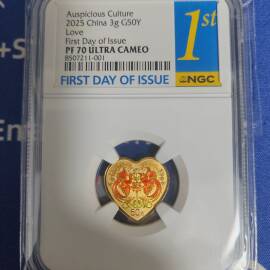 Auspicious Culture
2025 China 3g G50Y
Love
First Day of Issue
PF 70 ULTRA CAMEO
8507211-001
1st
FIRST DAY OF ISSUE
NGC
+S
En